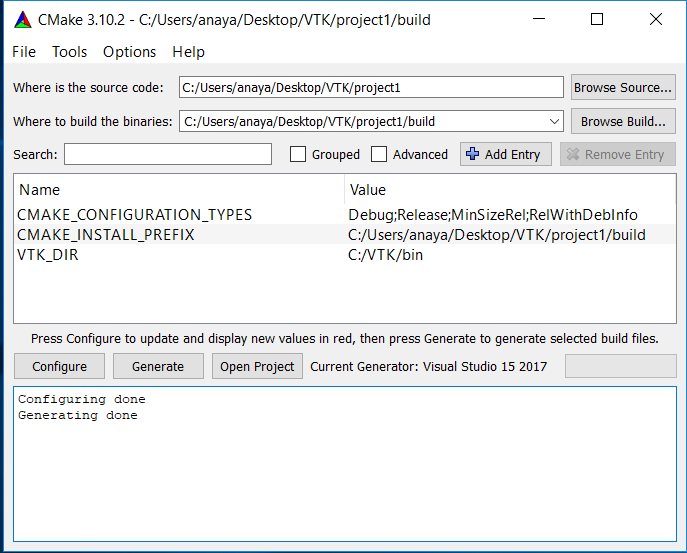 CMake 3.10.2 - C:/Users/anaya/Desktop/VTK/project1/build
File Tools Options Help
Where is the source code: C:/Users/anaya/Desktop/VTK/project1 Browse Source...
Where to build the binaries: C:/Users/anaya/Desktop/VTK/project1/build Browse Build...
Search: Grouped Advanced Add Entry Remove Entry
Name Value
CMAKE_CONFIGURATION_TYPES Debug;Release;MinSizeRel;RelWithDebInfo
CMAKE_INSTALL_PREFIX C:/Users/anaya/Desktop/VTK/project1/build
VTK_DIR C:/VTK/bin
Press Configure to update and display new values in red, then press Generate to generate selected build files.
Configure Generate Open Project Current Generator: Visual Studio 15 2017
Configuring done
Generating done